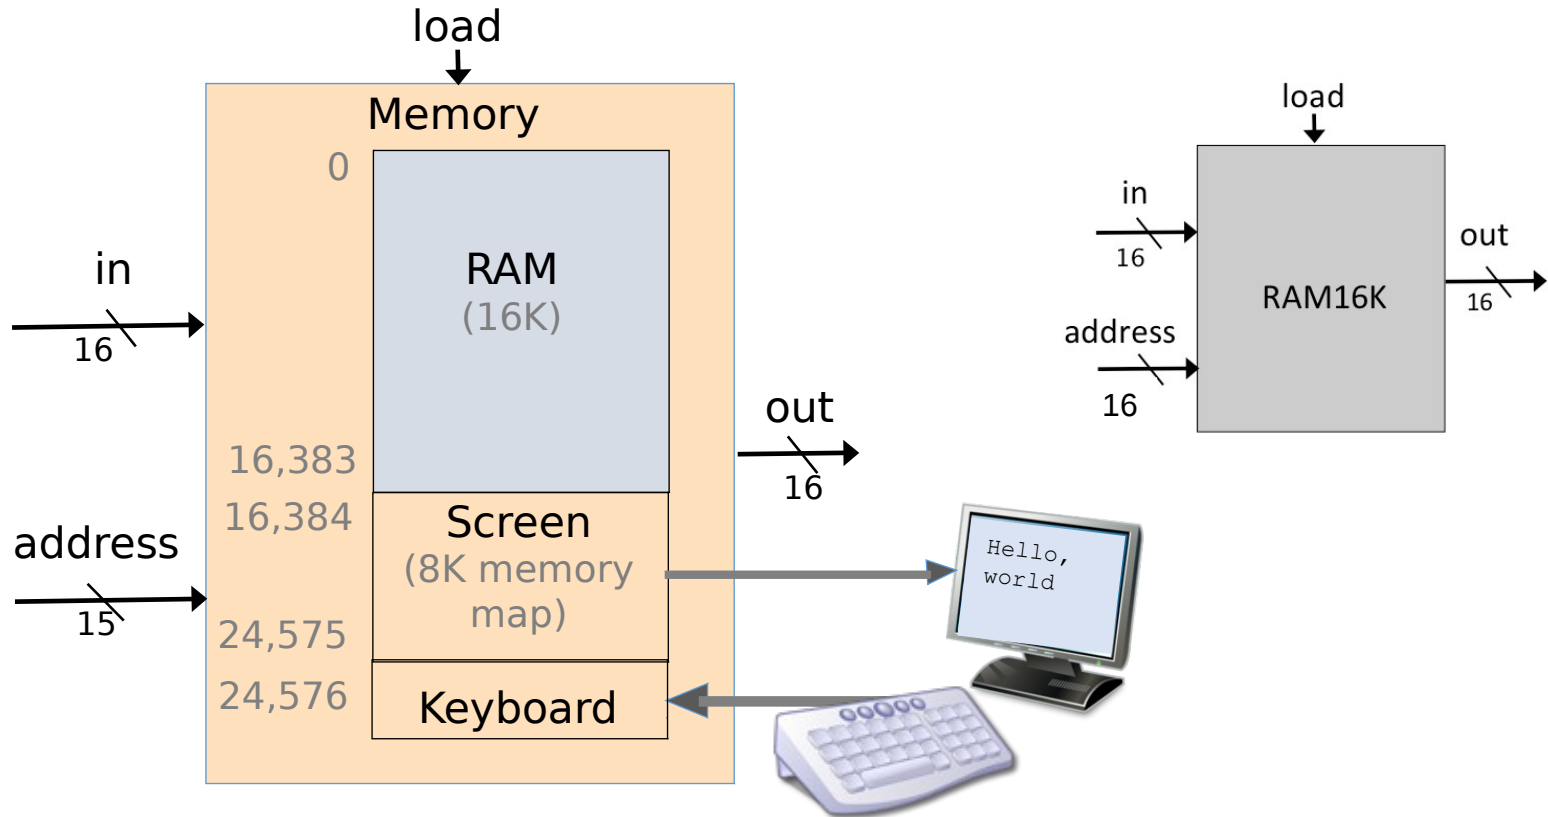 load
Memory
0
in
16
RAM
(16K)
16,383
16,384
Screen
(8K memory
map)
address
15
24,575
24,576
Keyboard
out
16
Hello,
world
load
in
16
address
16
RAM16K
out
16